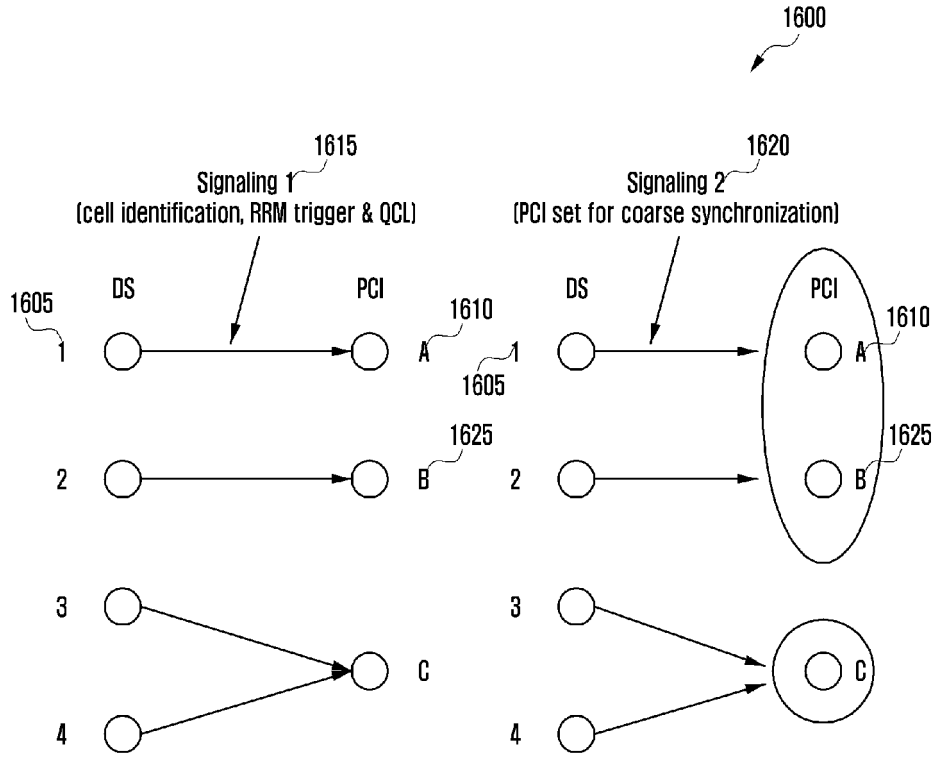 1600
1615
Signaling 1
(cell identification, RRM trigger & QCL)
1620
Signaling 2
(PCI set for coarse synchronization)
DS
PCI
DS
PCI
1605
1
1610
A
1605
1
1610
A
2
1625
B
2
1625
B
3
C
4
3
C
4